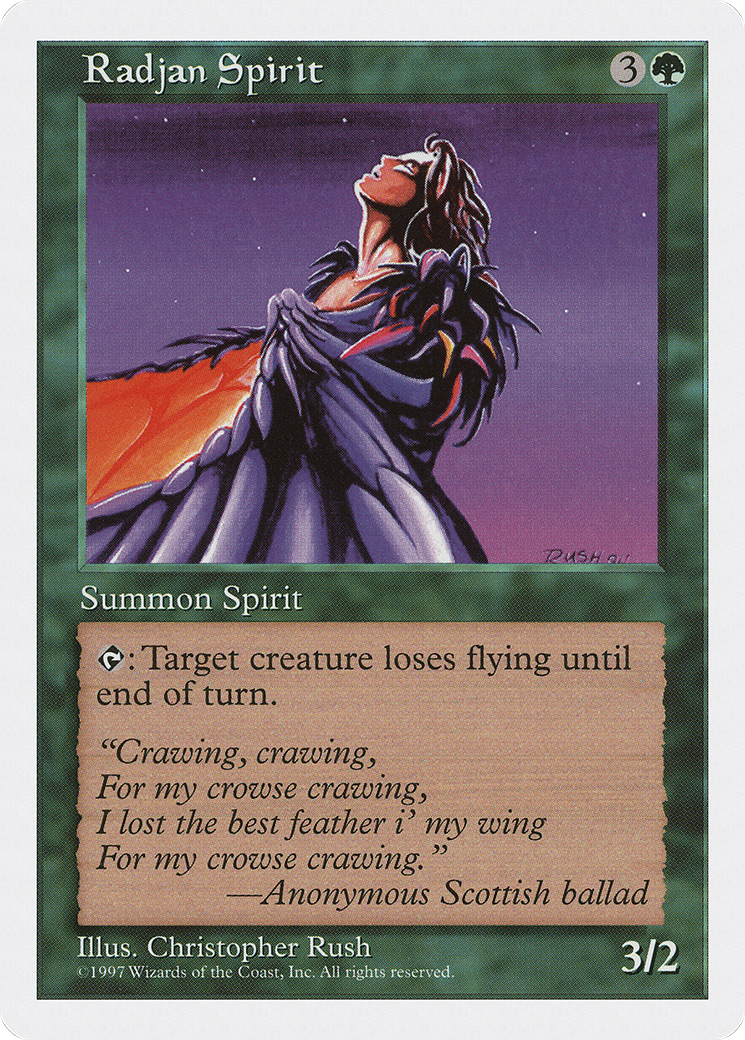 Radjan Spirit 3
RUSH
Summon Spirit
: Target creature loses flying until
end of turn.
“Crawing, crawing,
For my crowse crawing,
I lost the best feather i’ my wing
For my crowse crawing.”
—Anonymous Scottish ballad
Illus. Christopher Rush
©1997 Wizards of the Coast, Inc. All rights reserved.
3/2